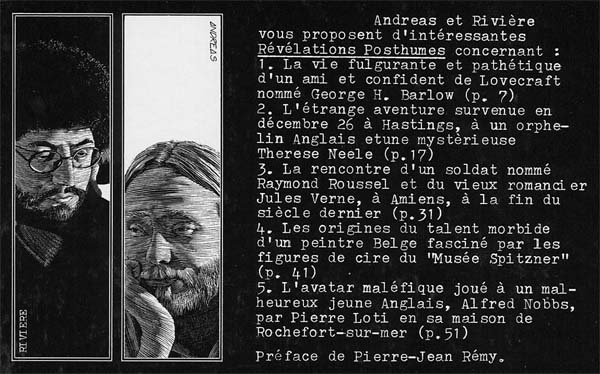 RIVIERE
ANDREAS
Andreas et Rivière
vous proposent d'intéressantes
Révélations Posthumes concernant :
1. La vie fulgurante et pathétique
d'un ami et confident de Lovecraft
nommé George H. Barlow (p. 7)
2. L'étrange aventure survenue en
décembre 26 à Hastings, à un orphe-
lin Anglais etune mystèrieuse
Therese Neele (p.17)
3. La rencontre d'un soldat nommé
Raymond Roussel et du vieux romancier
Jules Verne, à Amiens, à la fin du
siècle dernier (p.31)
4. Les origines du talent morbide
d'un peintre Belge fasciné par les
figures de cire du "Musée Spitzner"
(p. 41)
5. L'avatar maléfique joué à un mal-
heureux jeune Anglais, Alfred Nobbs,
par Pierre Loti en sa maison de
Rochefort-sur-mer (p.51)
Préface de Pierre-Jean Rémy.